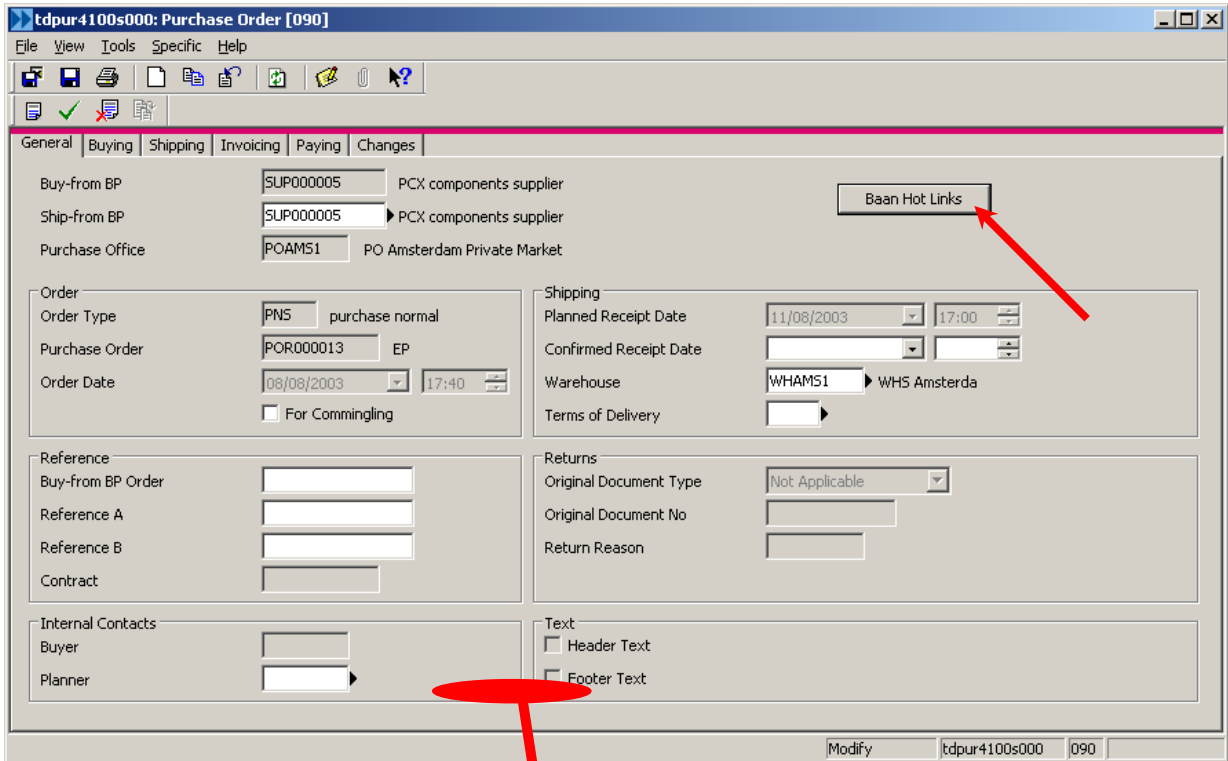 tdpur4100s000: Purchase Order [090]
File View Tools Specific Help
General Buying Shipping Invoicing Paying Changes
Buy-from BP SUP000005 PCX components supplier
Baan Hot Links
Ship-from BP SUP000005 PCX components supplier
Purchase Office POAMS1 PO Amsterdam Private Market
Order
Order Type PNS purchase normal
Purchase Order POR000013 EP
Order Date 08/08/2003 17:40
For Commingling
Shipping
Planned Receipt Date 11/08/2003 17:00
Confirmed Receipt Date
Warehouse WHAMS1 WHS Amsterda
Terms of Delivery
Reference
Buy-from BP Order
Reference A
Reference B
Contract
Returns
Original Document Type Not Applicable
Original Document No
Return Reason
Internal Contacts
Buyer
Planner
Text
Header Text
Footer Text
Modify tdpur4100s000 090